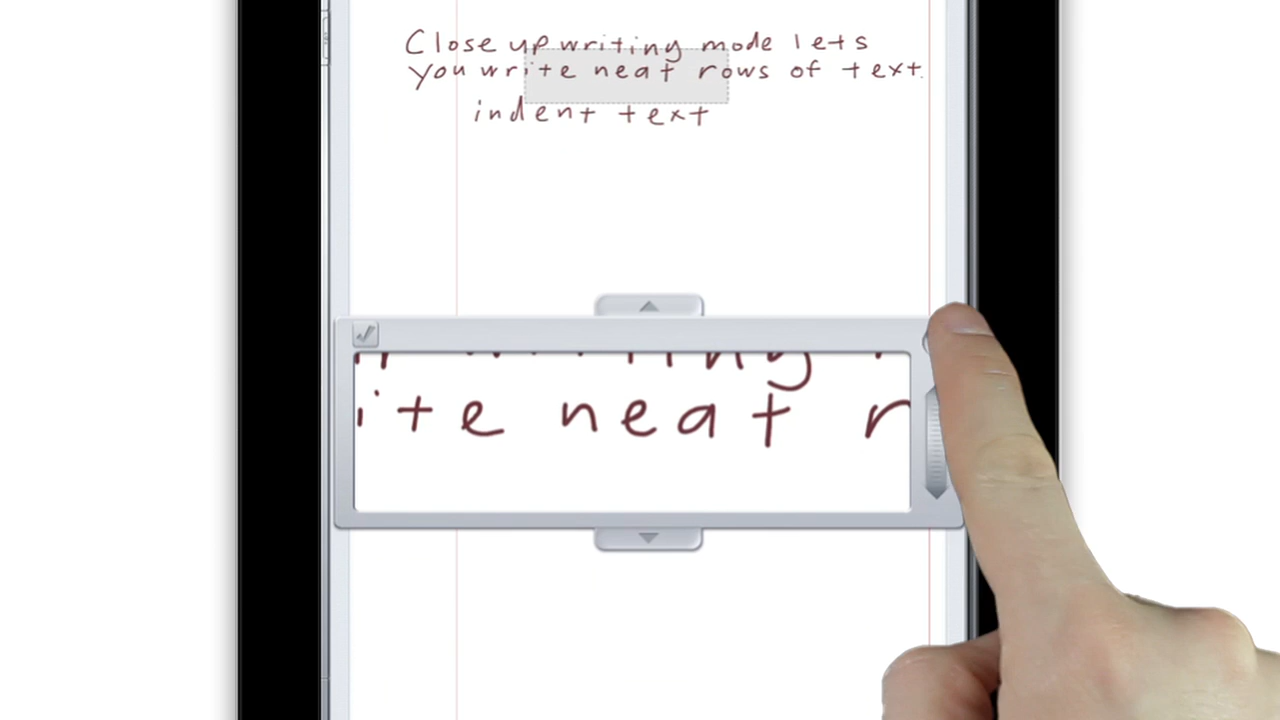 Close up writing mode lets
you write neat rows of text.
indent text
ite neat r